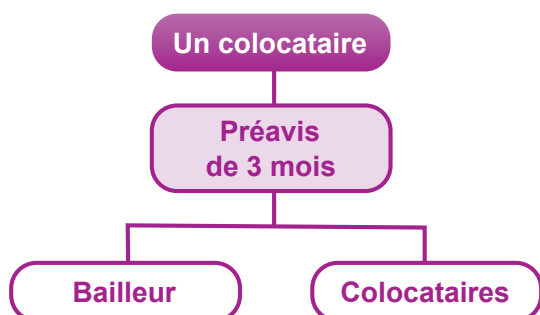 Un colocataire
Préavis
de 3 mois
Bailleur
Colocataires